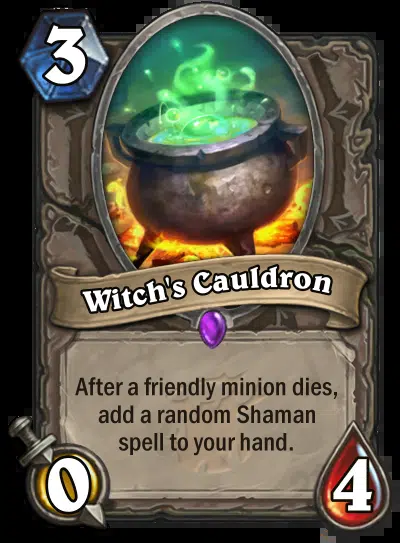 3
Witch's Cauldron
After a friendly minion dies,
add a random Shaman
spell to your hand.
0
4